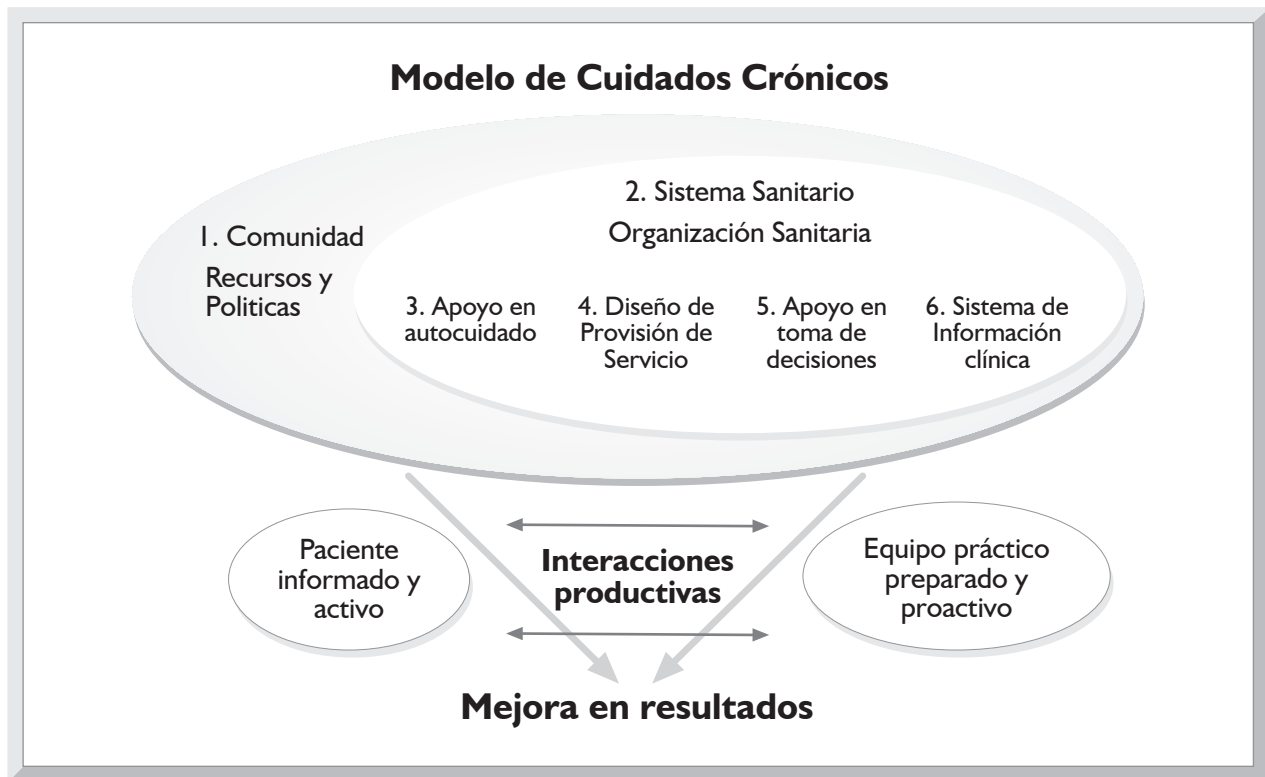 Modelo de Cuidados Crónicos
2. Sistema Sanitario
Organización Sanitaria
1. Comunidad
Recursos y
Politicas
3. Apoyo en
autocuidado
4. Diseño de
Provisión de
Servicio
5. Apoyo en
toma de
decisiones
6. Sistema de
Información
clínica
Paciente
informado y
activo
Interacciones
productivas
Equipo práctico
preparado y
proactivo
Mejora en resultados